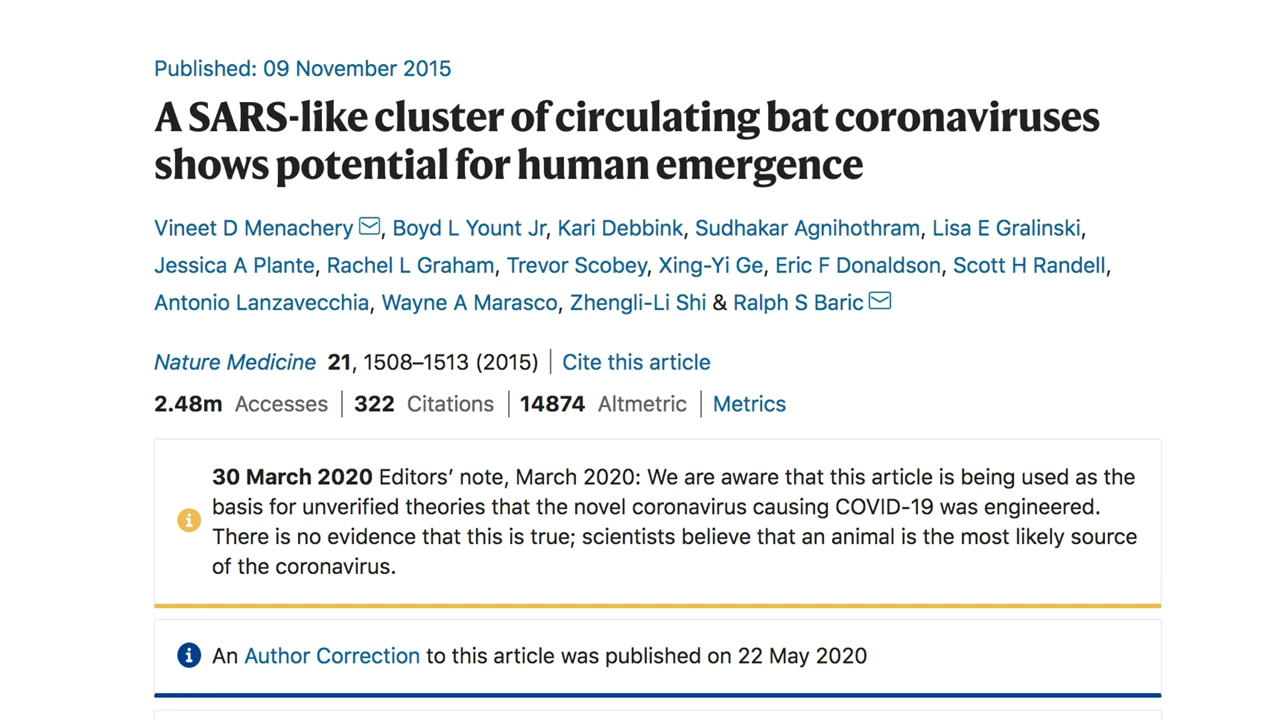 Published: 09 November 2015
A SARS-like cluster of circulating bat coronaviruses
shows potential for human emergence
Vineet D Menachery, Boyd L Yount Jr, Kari Debbink, Sudhakar Agnihothram, Lisa E Gralinski,
Jessica A Plante, Rachel L Graham, Trevor Scobey, Xing-Yi Ge, Eric F Donaldson, Scott H Randell,
Antonio Lanzavecchia, Wayne A Marasco, Zhengli-Li Shi & Ralph S Baric
Nature Medicine 21, 1508–1513 (2015) | Cite this article
2.48m Accesses | 322 Citations | 14874 Altmetric | Metrics
30 March 2020 Editors’ note, March 2020: We are aware that this article is being used as the
basis for unverified theories that the novel coronavirus causing COVID-19 was engineered.
There is no evidence that this is true; scientists believe that an animal is the most likely source
of the coronavirus.
An Author Correction to this article was published on 22 May 2020